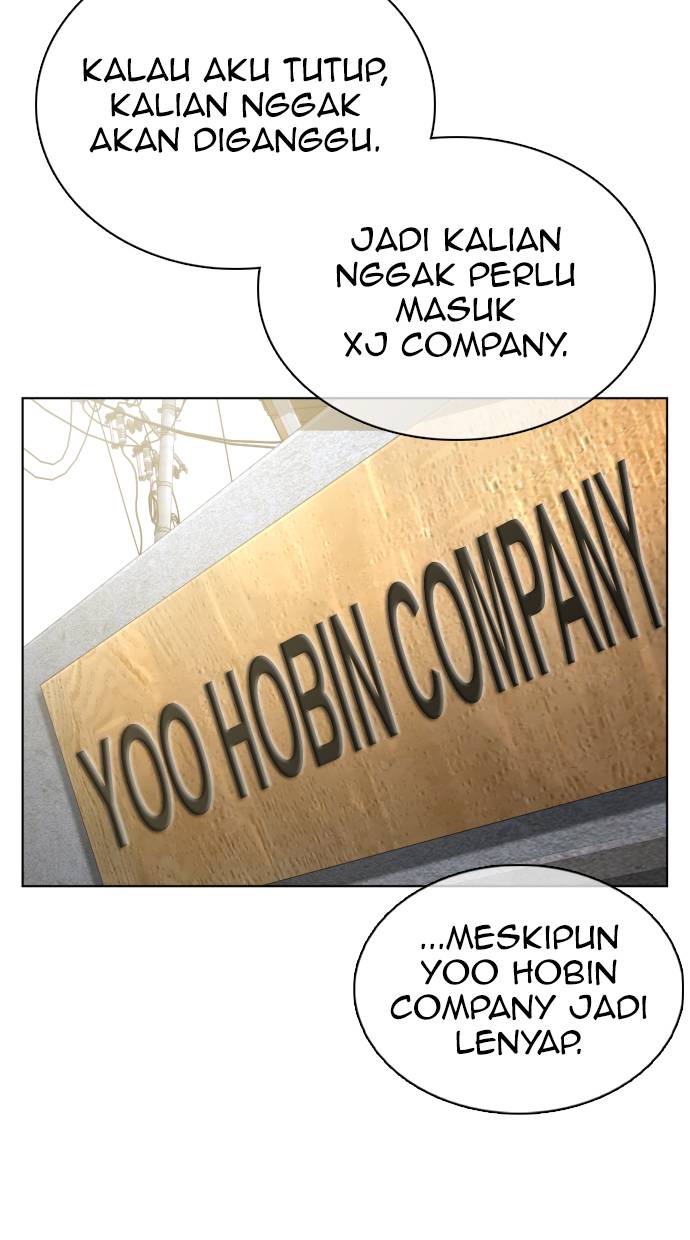 KALAU AKU TUTUP,
KALIAN NGGAK
AKAN DIGANGGU.
JADI KALIAN
NGGAK PERLU
MASUK
XJ COMPANY.
YOO HOBIN COMPANY
...MESKIPUN
YOO HOBIN
COMPANY JADI
LENYAP.